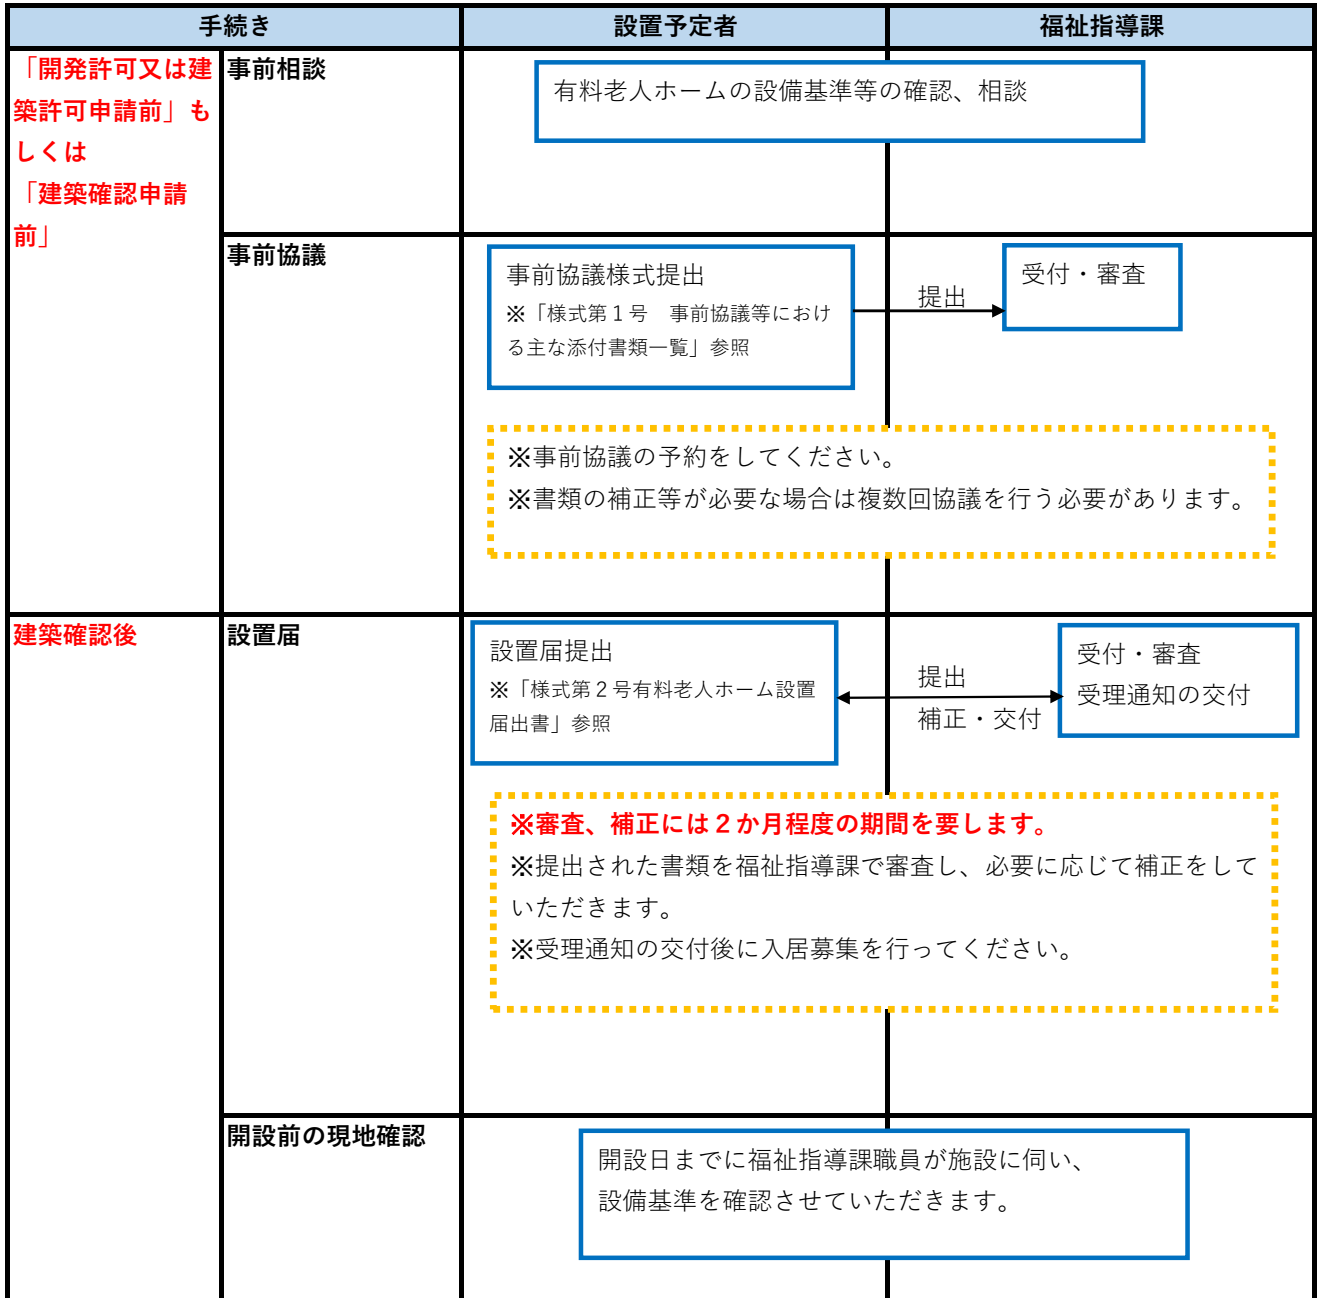 手続き
設置予定者
福祉指導課
「開発許可又は建
築許可申請前」も
しくは
「建築確認申請
前」
事前相談
有料老人ホームの設備基準等の確認、相談
事前協議
事前協議様式提出
※「様式第１号　事前協議等におけ
る主な添付書類一覧」参照
提出
受付・審査
※事前協議の予約をしてください。
※書類の補正等が必要な場合は複数回協議を行う必要があります。
建築確認後
設置届
設置届提出
※「様式第２号有料老人ホーム設置
届出書」参照
提出
補正・交付
受付・審査
受理通知の交付
※審査、補正には２か月程度の期間を要します。
※提出された書類を福祉指導課で審査し、必要に応じて補正をして
いただきます。
※受理通知の交付後に入居募集を行ってください。
開設前の現地確認
開設日までに福祉指導課職員が施設に伺い、
設備基準を確認させていただきます。